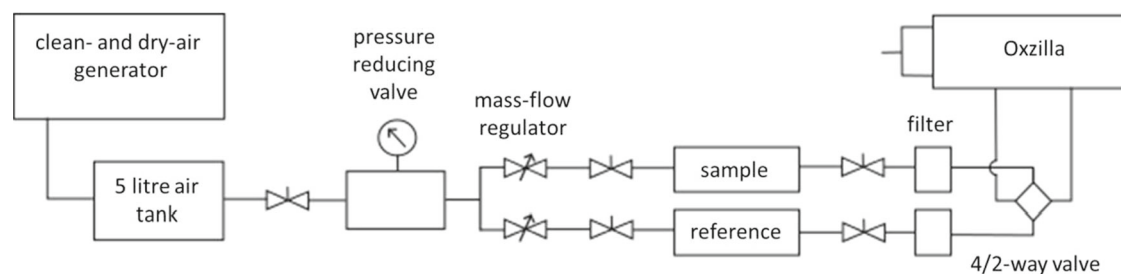 clean- and dry-air
generator
5 litre air
tank
pressure
reducing
valve
mass-flow
regulator
sample
reference
filter
Oxzilla
4/2-way valve